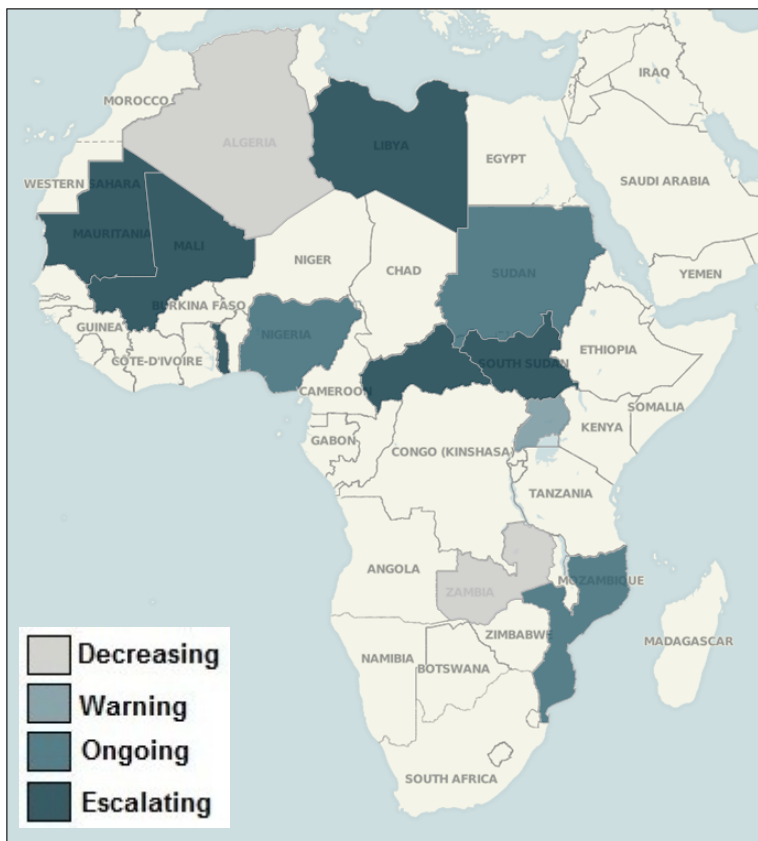 IRAQ
MOROCCO
ALGERIA
LIBYA
EGYPT
WESTERN SAHARA
SAUDI ARABIA
MAURITANIA
MALI
NIGER
CHAD
SUDAN
YEMEN
BURKINA FASO
GUINEA
NIGERIA
CÔTE-D'IVOIRE
SOUTH SUDAN
ETHIOPIA
CAMEROON
SOMALIA
GABON
CONGO (KINSHASA)
KENYA
TANZANIA
ANGOLA
ZAMBIA
MOZAMBIQUE
ZIMBABWE
MADAGASCAR
NAMIBIA
BOTSWANA
SOUTH AFRICA
Decreasing
Warning
Ongoing
Escalating